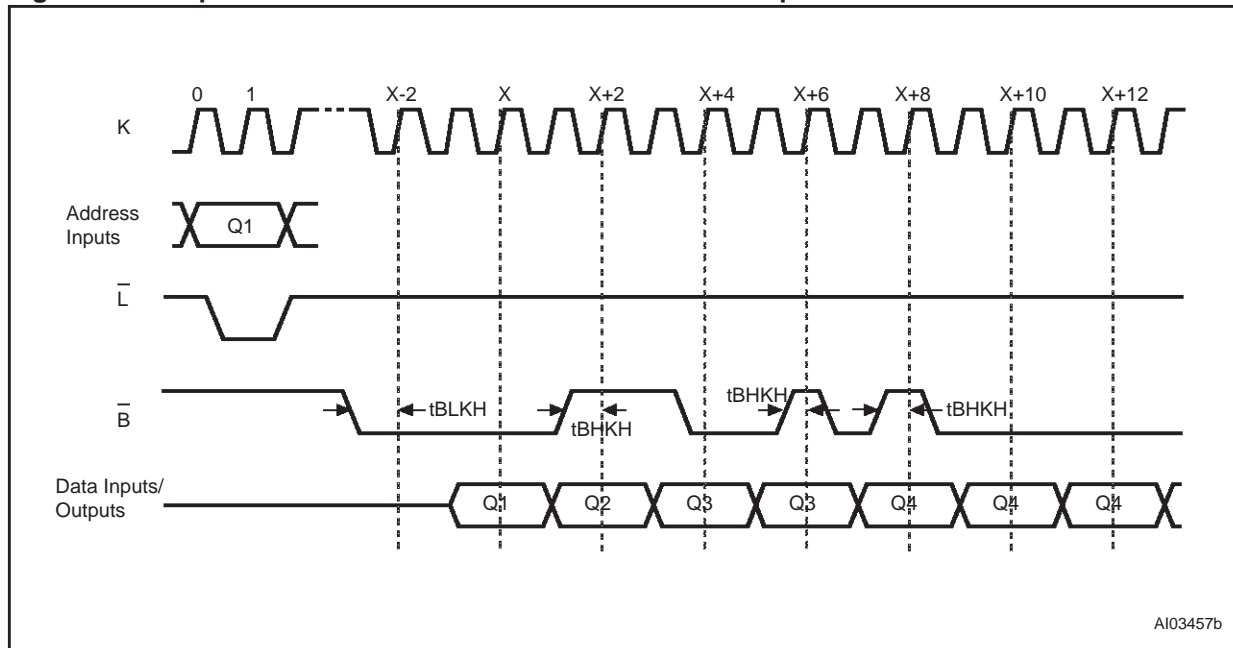 0 1 X-2 X X+2 X+4 X+6 X+8 X+10 X+12
K
Address
Inputs
Q1
L
B
tBLKH
tBHKH
tBHKH
tBHKH
Data Inputs/
Outputs
Q1 Q2 Q3 Q3 Q4 Q4 Q4
AI03457b